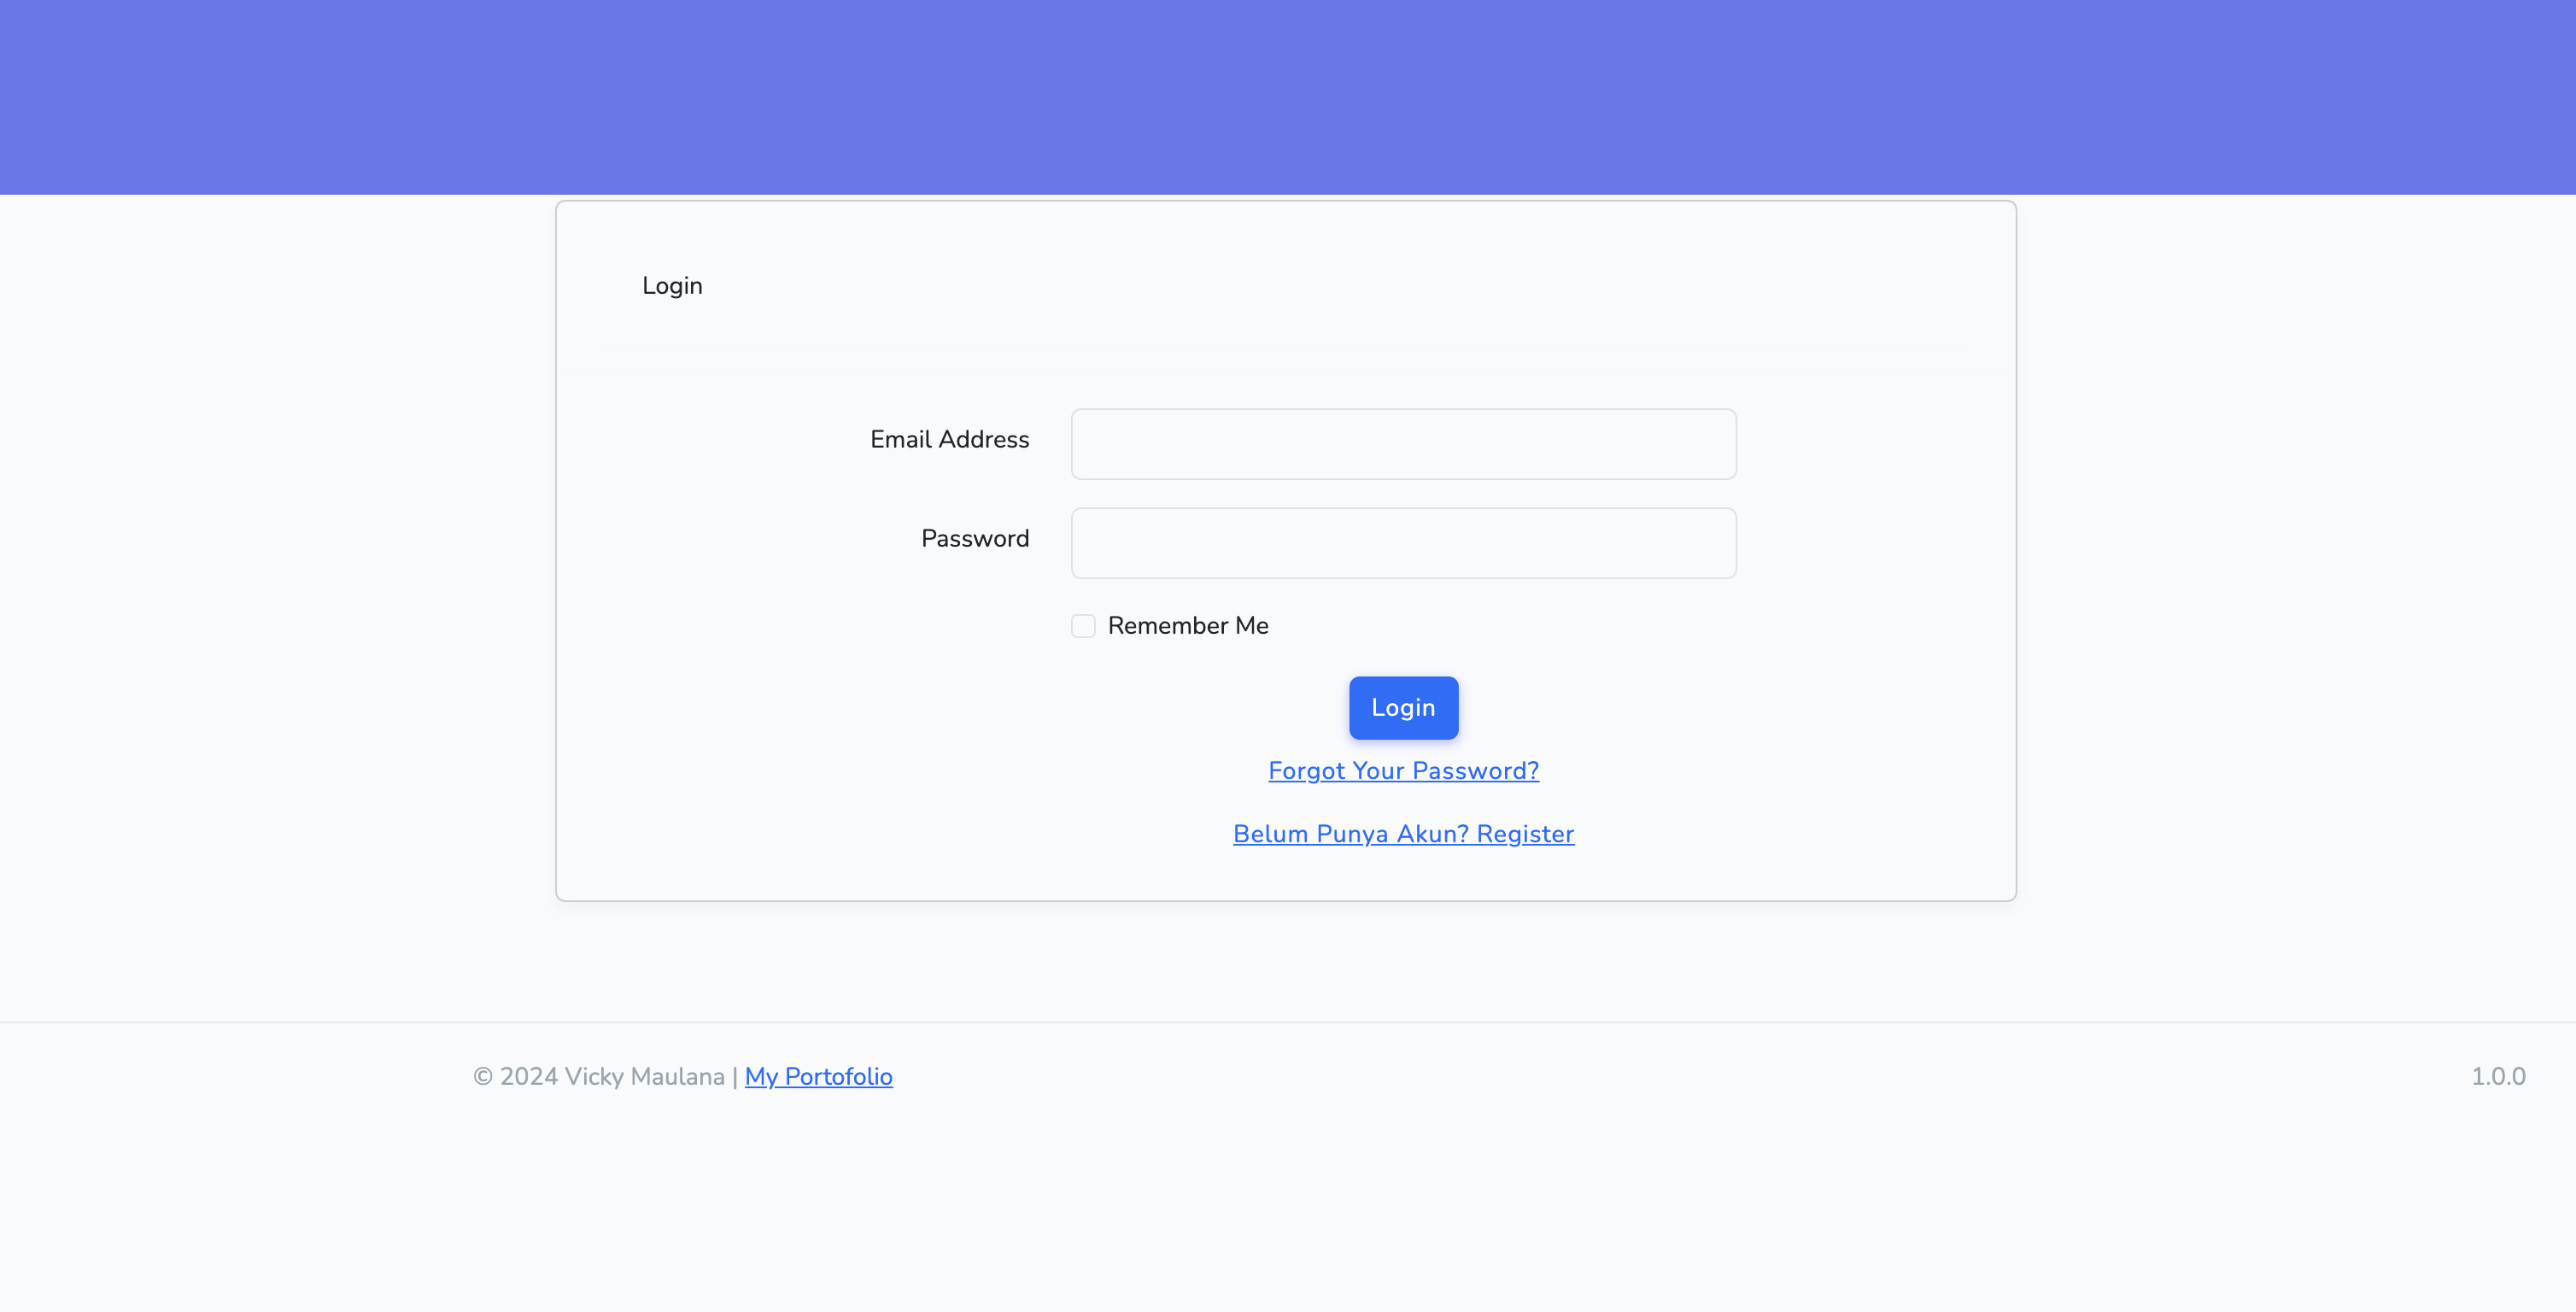 Login
Email Address
Password
Remember Me
Login
Forgot Your Password?
Belum Punya Akun? Register
© 2024 Vicky Maulana | My Portofolio
1.0.0